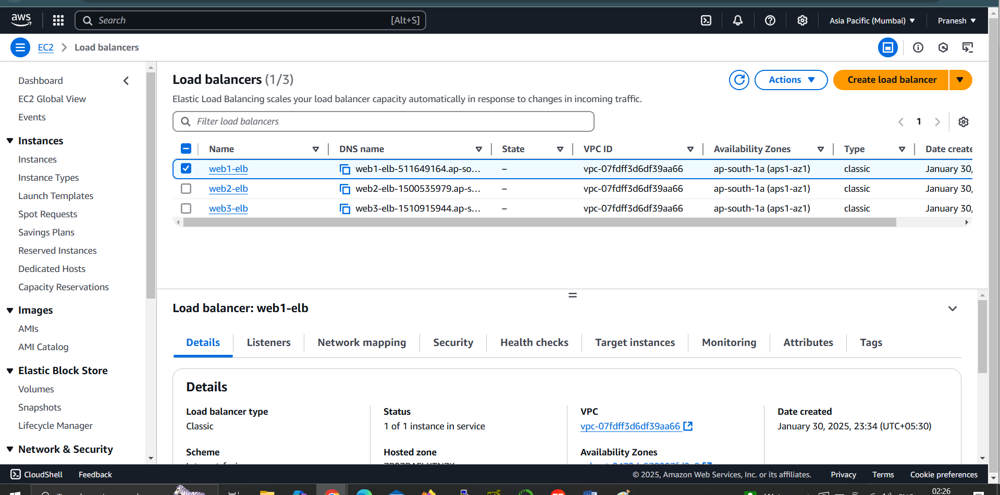 aws
Search
[Alt+S]
Asia Pacific (Mumbai)
Pranesh
EC2
Load balancers
Dashboard
EC2 Global View
Events
Instances
Instances
Instance Types
Launch Templates
Spot Requests
Savings Plans
Reserved Instances
Dedicated Hosts
Capacity Reservations
Images
AMIs
AMI Catalog
Elastic Block Store
Volumes
Snapshots
Lifecycle Manager
Network & Security
Load balancers (1/3)
Actions
Create load balancer
Elastic Load Balancing scales your load balancer capacity automatically in response to changes in incoming traffic.
Filter load balancers
1
Name DNS name State VPC ID Availability Zones Type Date create
web1-elb web1-elb-511649164.ap-so... – vpc-07fdff3d6df39aa66 ap-south-1a (aps1-az1) classic January 30,
web2-elb web2-elb-1500535979.ap-s... – vpc-07fdff3d6df39aa66 ap-south-1a (aps1-az1) classic January 30,
web3-elb web3-elb-1510915944.ap-s... – vpc-07fdff3d6df39aa66 ap-south-1a (aps1-az1) classic January 30,
Load balancer: web1-elb
Details Listeners Network mapping Security Health checks Target instances Monitoring Attributes Tags
Details
Load balancer type
Classic
Status
1 of 1 instance in service
VPC
vpc-07fdff3d6df39aa66
Date created
January 30, 2025, 23:34 (UTC+05:30)
Scheme
Hosted zone
Availability Zones
CloudShell
Feedback
© 2025, Amazon Web Services, Inc. or its affiliates.
Privacy
Terms
Cookie preferences
02:26